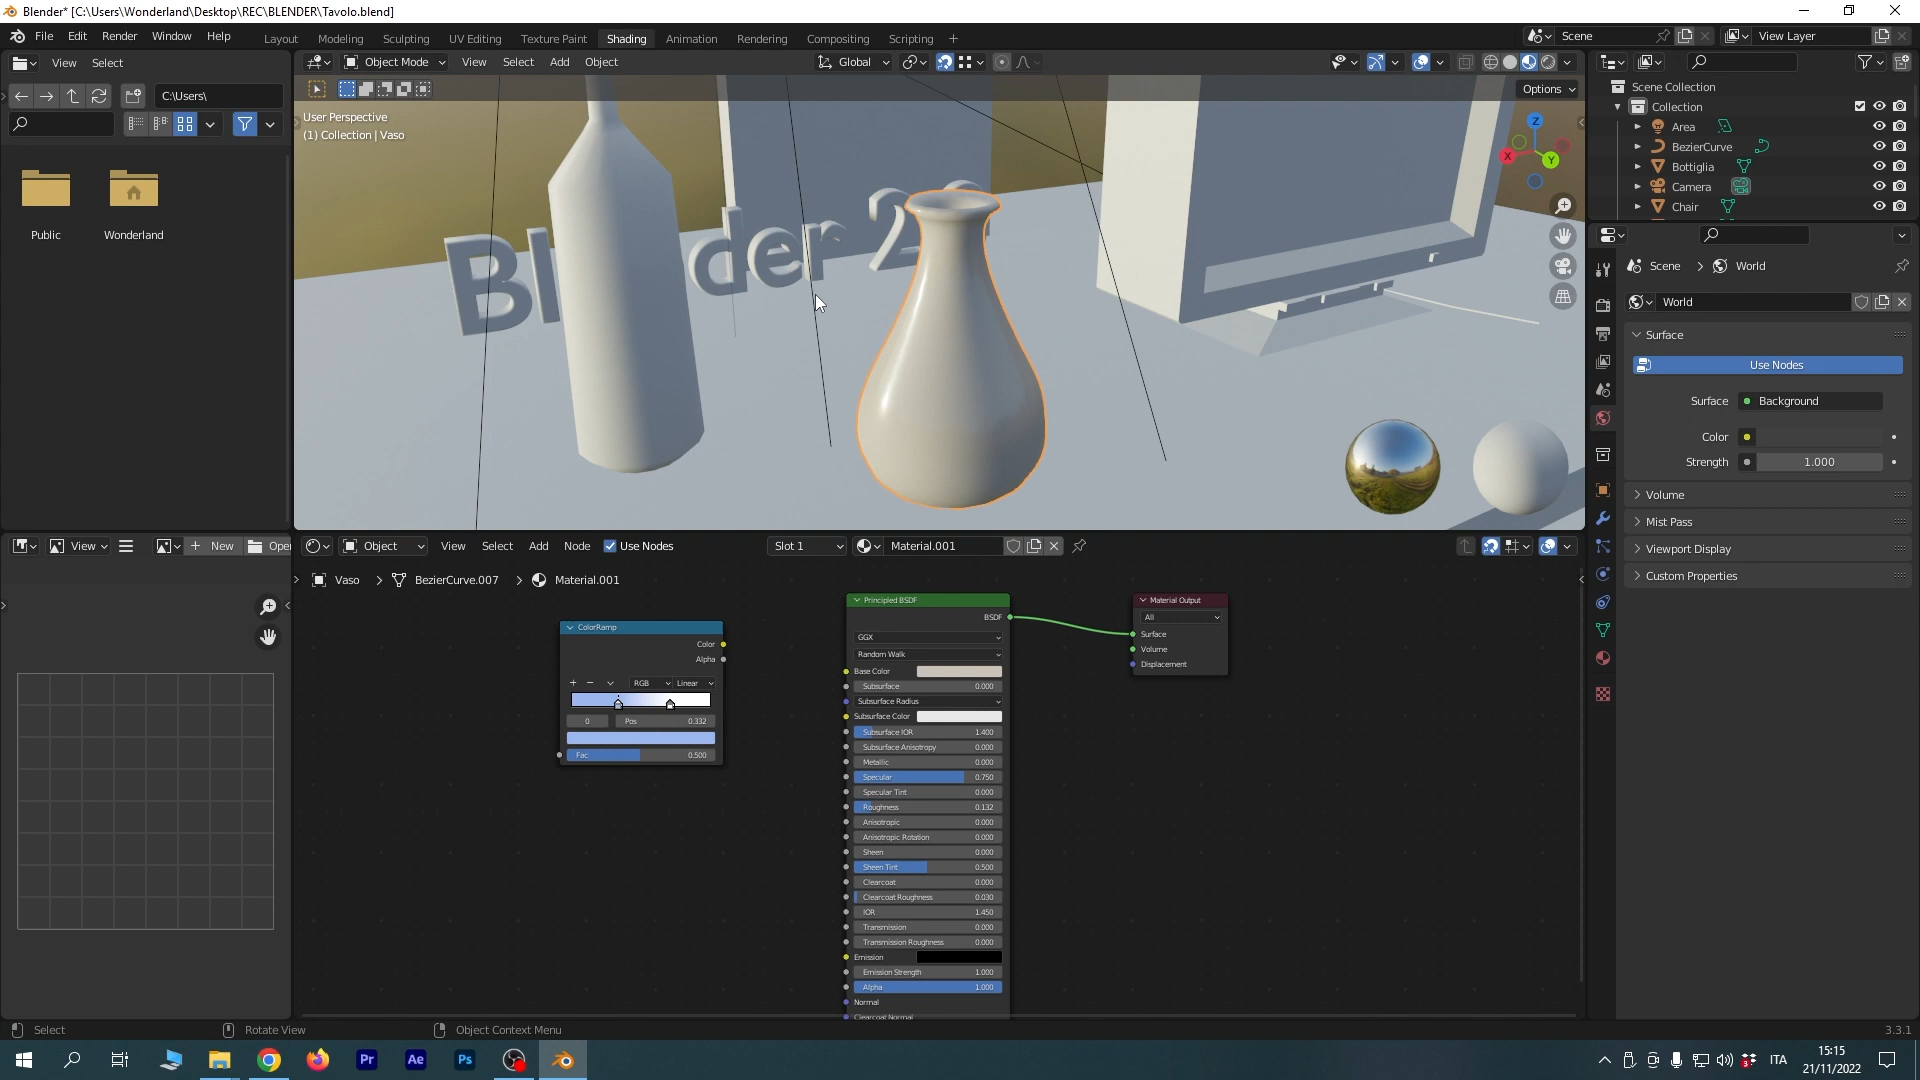 Blender* [C:\Users\Wonderland\Desktop\REC\BLENDER\Tavolo.blend]
File Edit Render Window Help Layout Modeling Sculpting UV Editing Texture Paint Shading Animation Rendering Compositing Scripting + Scene View Layer
View Select Object Mode View Select Add Object Global
C:\Users\ Options
User Perspective
(1) Collection | Vaso
Scene Collection
Collection
Area
BezierCurve
Bottiglia
Camera
Chair
Public Wonderland
Z
X
Y
Scene > World
World
Surface
Use Nodes
Surface Background
Color
Strength 1.000
Volume
Mist Pass
Viewport Display
Custom Properties
View New Open Object View Select Add Node Use Nodes Slot 1 Material.001
Vaso > BezierCurve.007 > Material.001
ColorRamp
Color
Alpha
+ − RGB Linear
0 Pos 0.332
Fac 0.500
Principled BSDF
BSDF
GGX
Random Walk
Base Color
Subsurface 0.000
Subsurface Radius
Subsurface Color
Subsurface IOR 1.400
Subsurface Anisotropy 0.000
Metallic 0.000
Specular 0.750
Specular Tint 0.000
Roughness 0.132
Anisotropic 0.000
Anisotropic Rotation 0.000
Sheen 0.000
Sheen Tint 0.500
Clearcoat 0.000
Clearcoat Roughness 0.030
IOR 1.450
Transmission 0.000
Transmission Roughness 0.000
Emission
Emission Strength 1.000
Alpha 1.000
Normal
Clearcoat Normal
Material Output
All
Surface
Volume
Displacement
Select Rotate View Object Context Menu 3.3.1
Pr Ae Ps ITA
15:15
21/11/2022